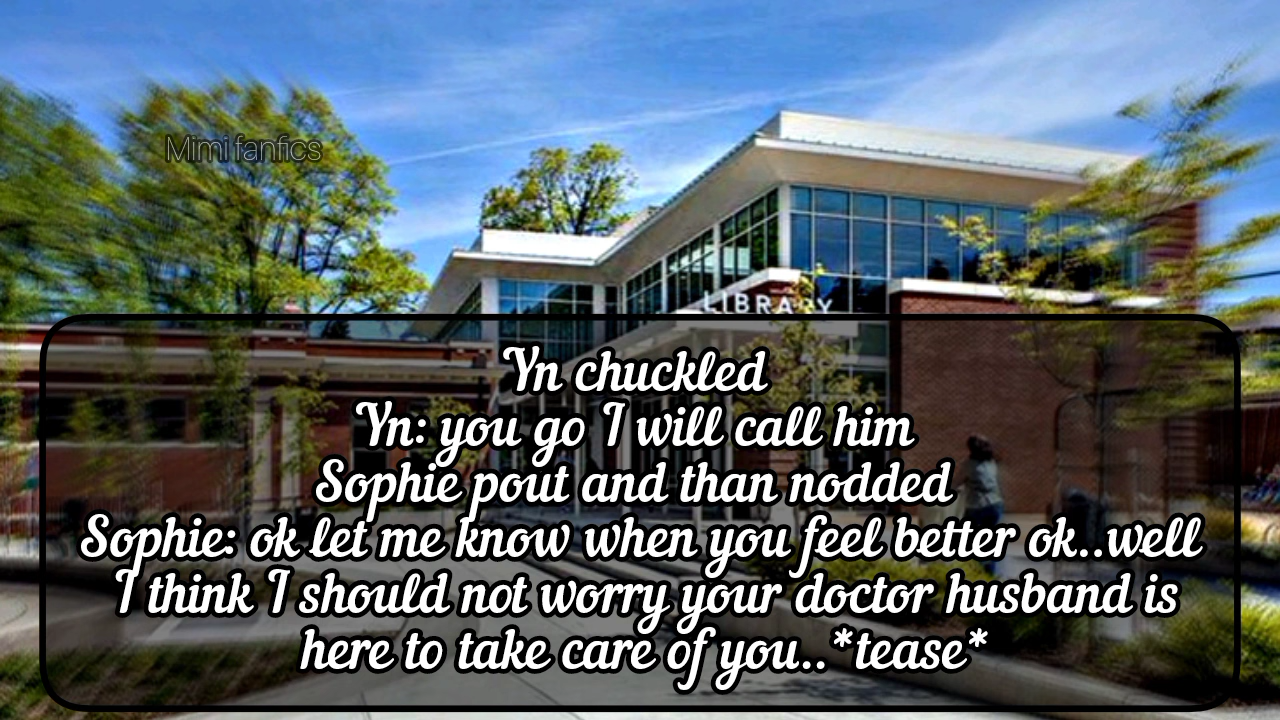 Mimi fanfics
LIBRARY
Yn chuckled
Yn: you go I will call him
Sophie pout and than nodded
Sophie: ok let me know when you feel better ok..well
I think I should not worry your doctor husband is
here to take care of you..*tease*